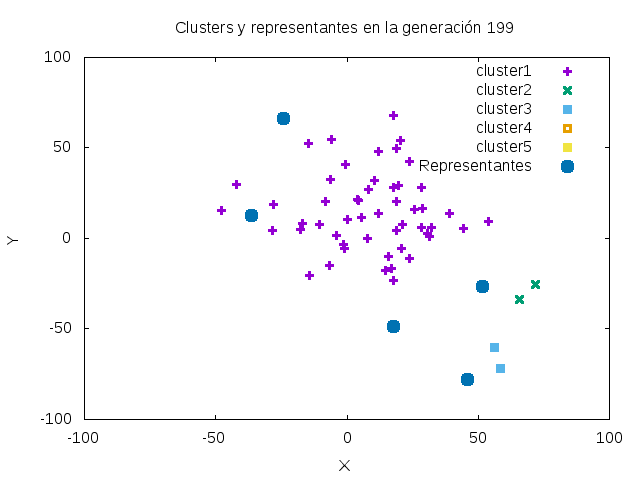 Clusters y representantes en la generación 199
100
50
0
-50
-100
Y
cluster1
cluster2
cluster3
cluster4
cluster5
Representantes
-100 -50 0 50 100
X